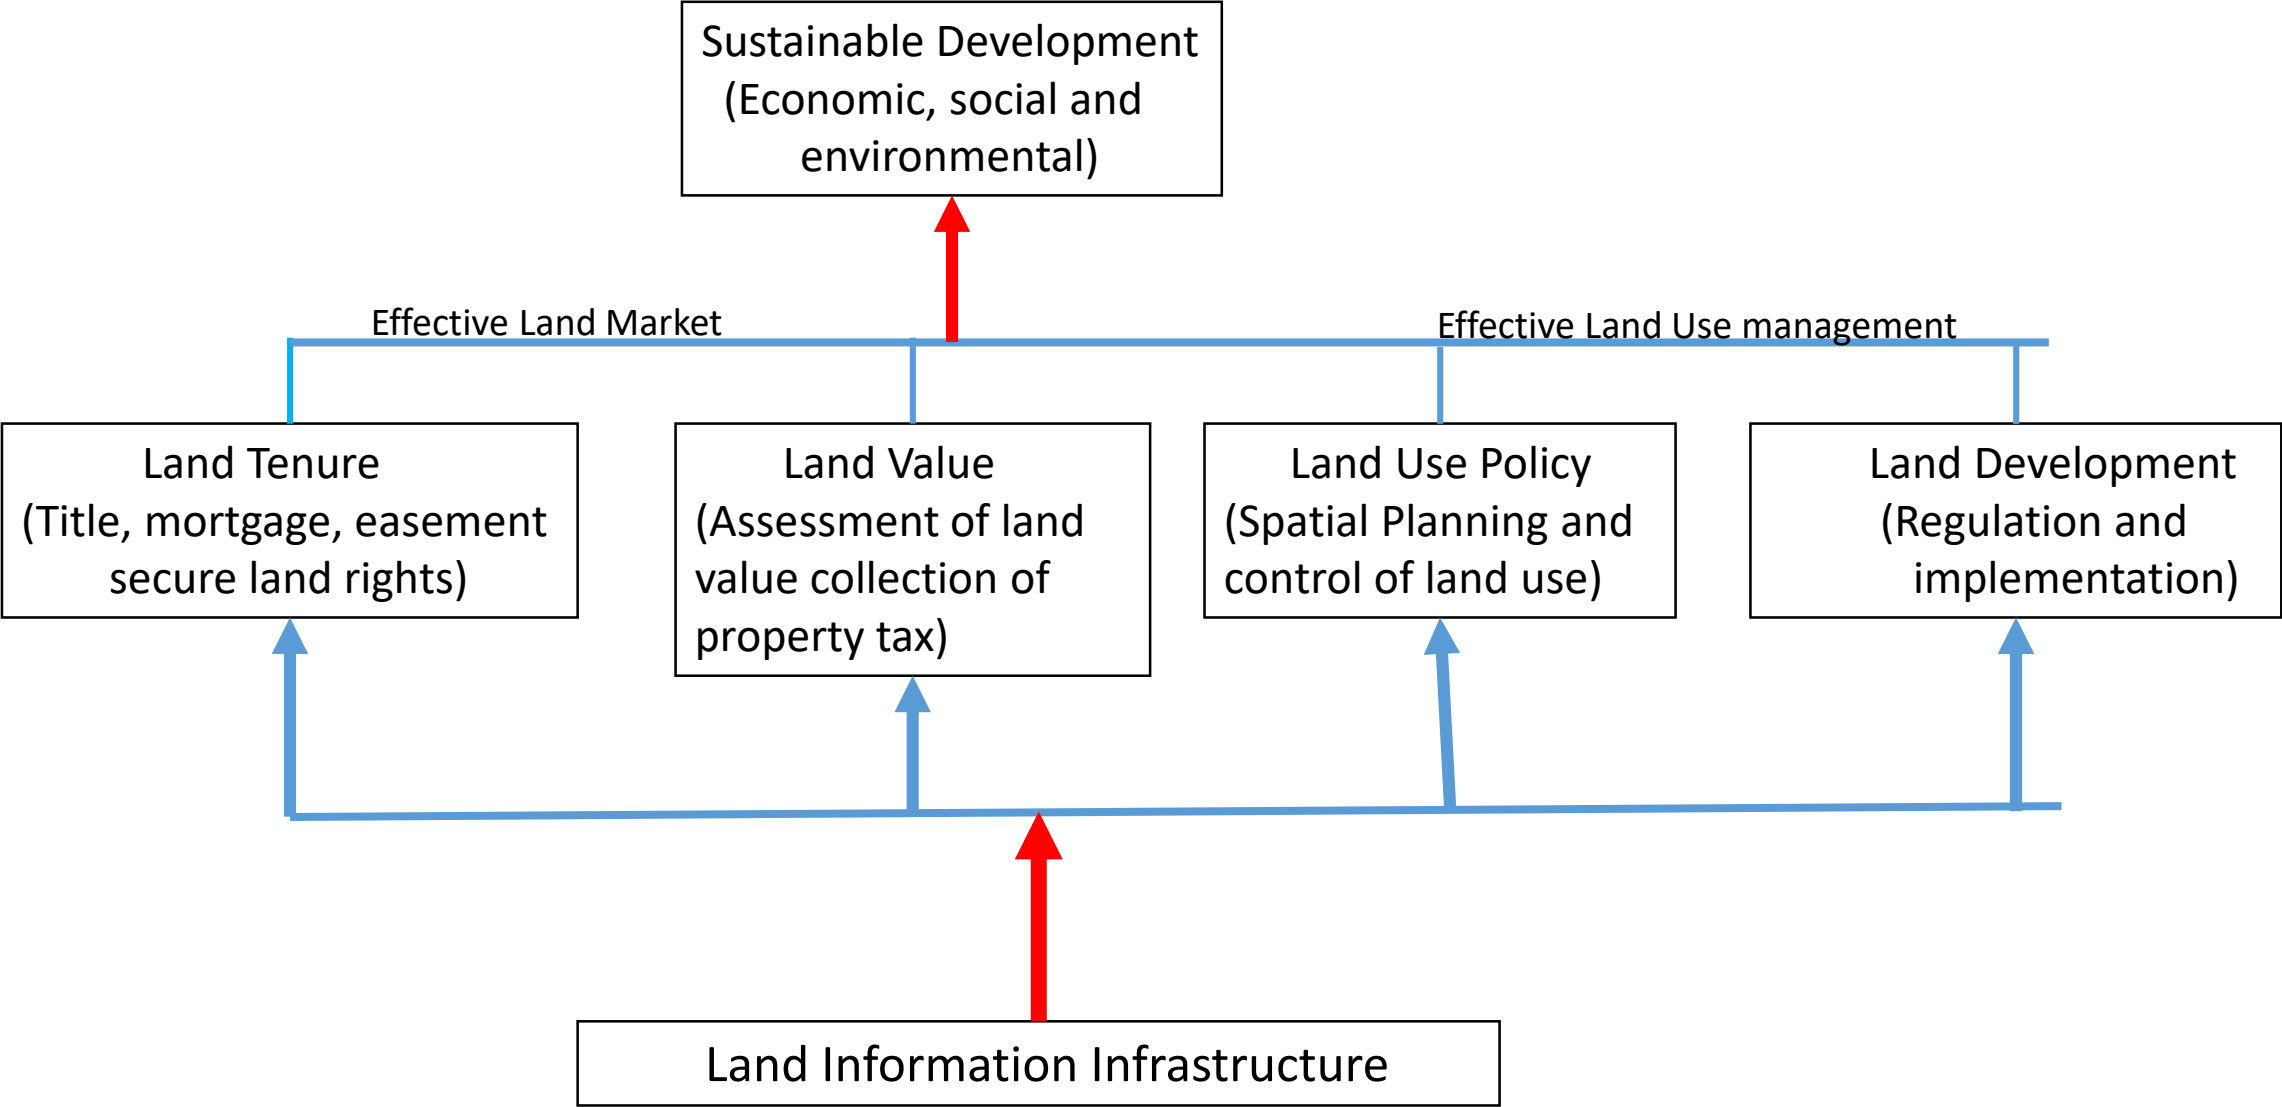 Sustainable Development
(Economic, social and
environmental)
Effective Land Market
Effective Land Use management
Land Tenure
(Title, mortgage, easement
secure land rights)
Land Value
(Assessment of land
value collection of
property tax)
Land Use Policy
(Spatial Planning and
control of land use)
Land Development
(Regulation and
implementation)
Land Information Infrastructure